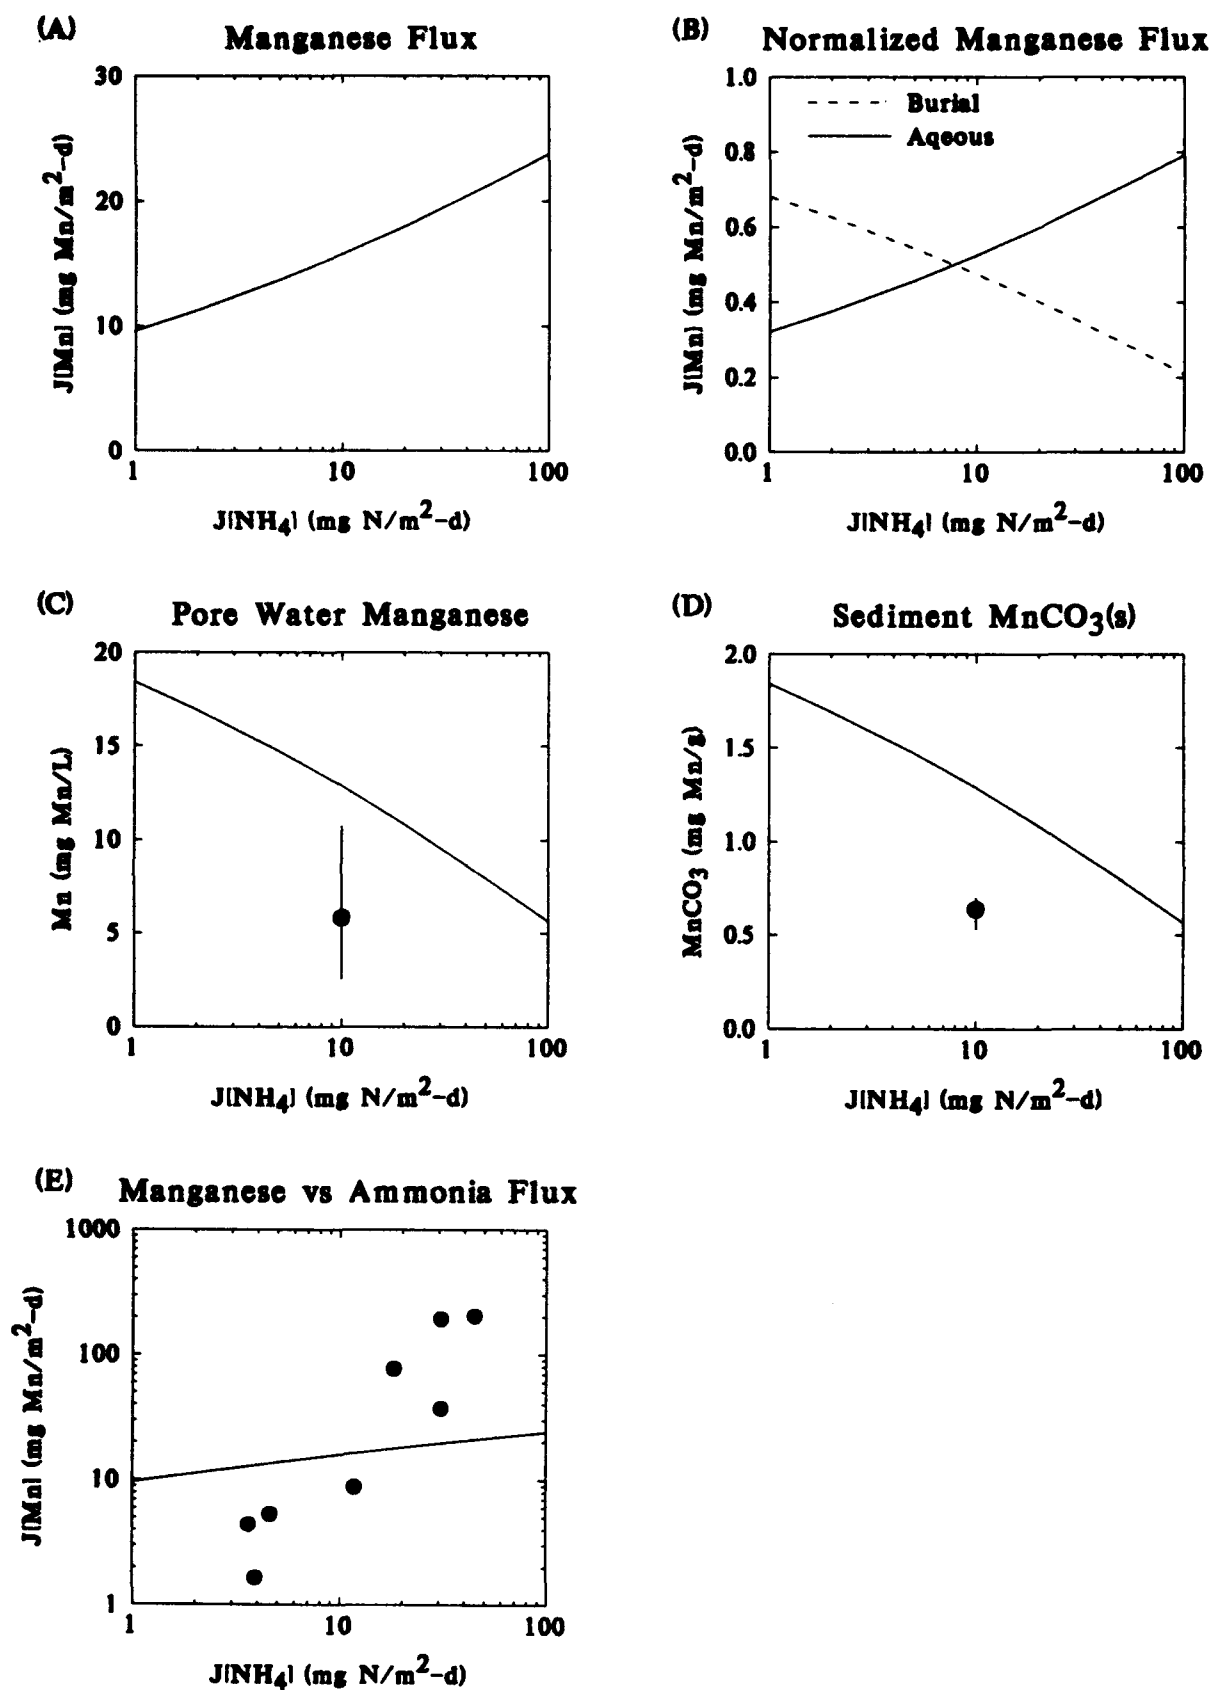 (A) Manganese Flux
30
20
10
0
J[Mn] (mg Mn/m²-d)
1 10 100
J[NH₄] (mg N/m²-d)
(B) Normalized Manganese Flux
1.0
0.8
0.6
0.4
0.2
0.0
J[Mn] (mg Mn/m²-d)
Burial
Aqeous
1 10 100
J[NH₄] (mg N/m²-d)
(C) Pore Water Manganese
20
15
10
5
0
Mn (mg Mn/L)
1 10 100
J[NH₄] (mg N/m²-d)
(D) Sediment MnCO₃(s)
2.0
1.5
1.0
0.5
0.0
MnCO₃ (mg Mn/g)
1 10 100
J[NH₄] (mg N/m²-d)
(E) Manganese vs Ammonia Flux
1000
100
10
1
J[Mn] (mg Mn/m²-d)
1 10 100
J[NH₄] (mg N/m²-d)